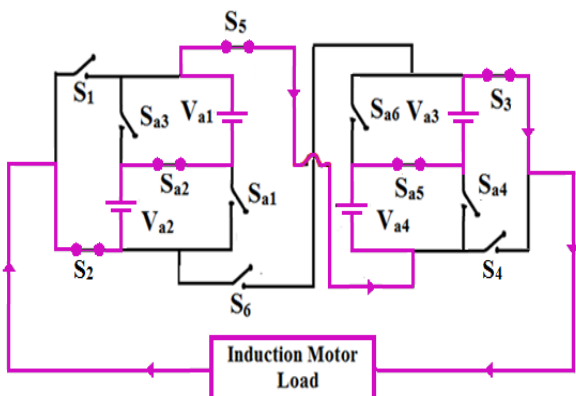 S5
S1
Sa3
Va1
Sa6
Va3
S3
Sa2
Sa1
Sa5
Sa4
Va2
Va4
S2
S6
S4
Induction Motor
Load